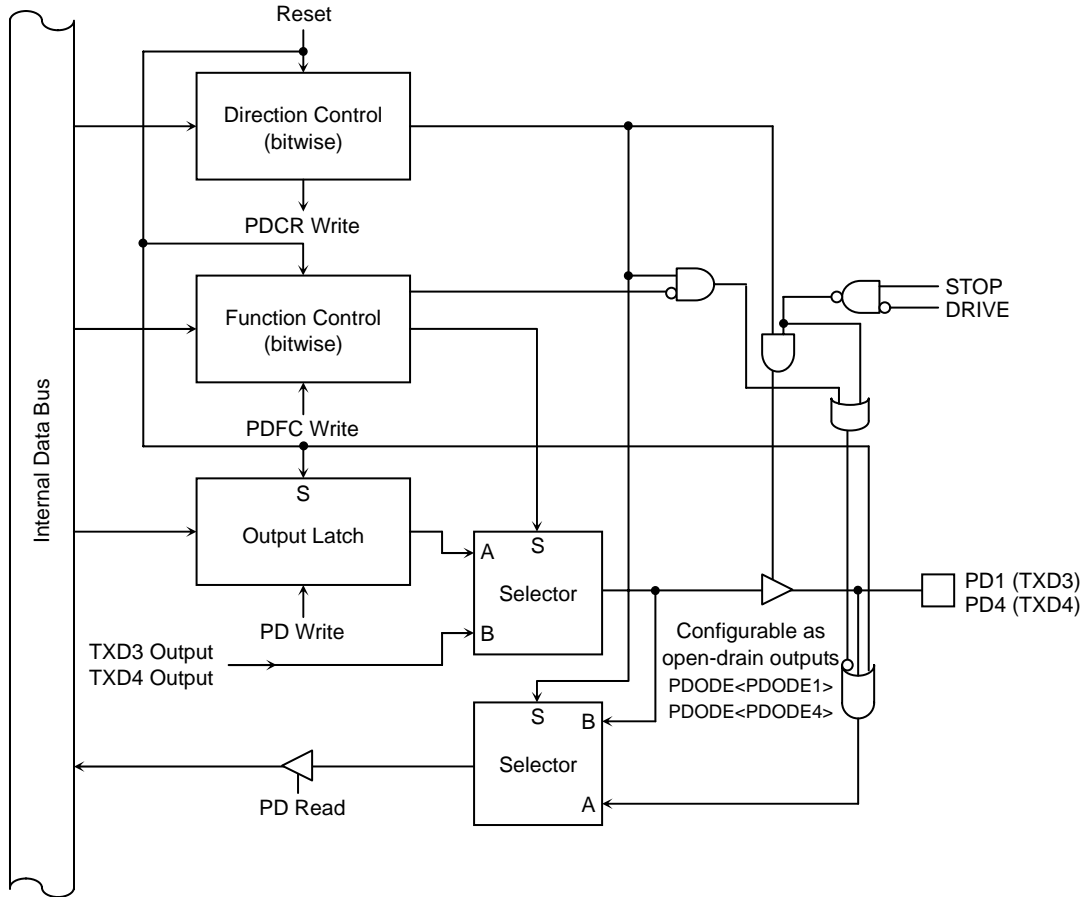 Reset
Direction Control
(bitwise)
PDCR Write
Function Control
(bitwise)
STOP
DRIVE
PDFC Write
Internal Data Bus
S
Output Latch
A
S
Selector
B
PD Write
TXD3 Output
TXD4 Output
PD1 (TXD3)
PD4 (TXD4)
Configurable as
open-drain outputs
PDODE<PDODE1>
PDODE<PDODE4>
S
B
Selector
A
PD Read